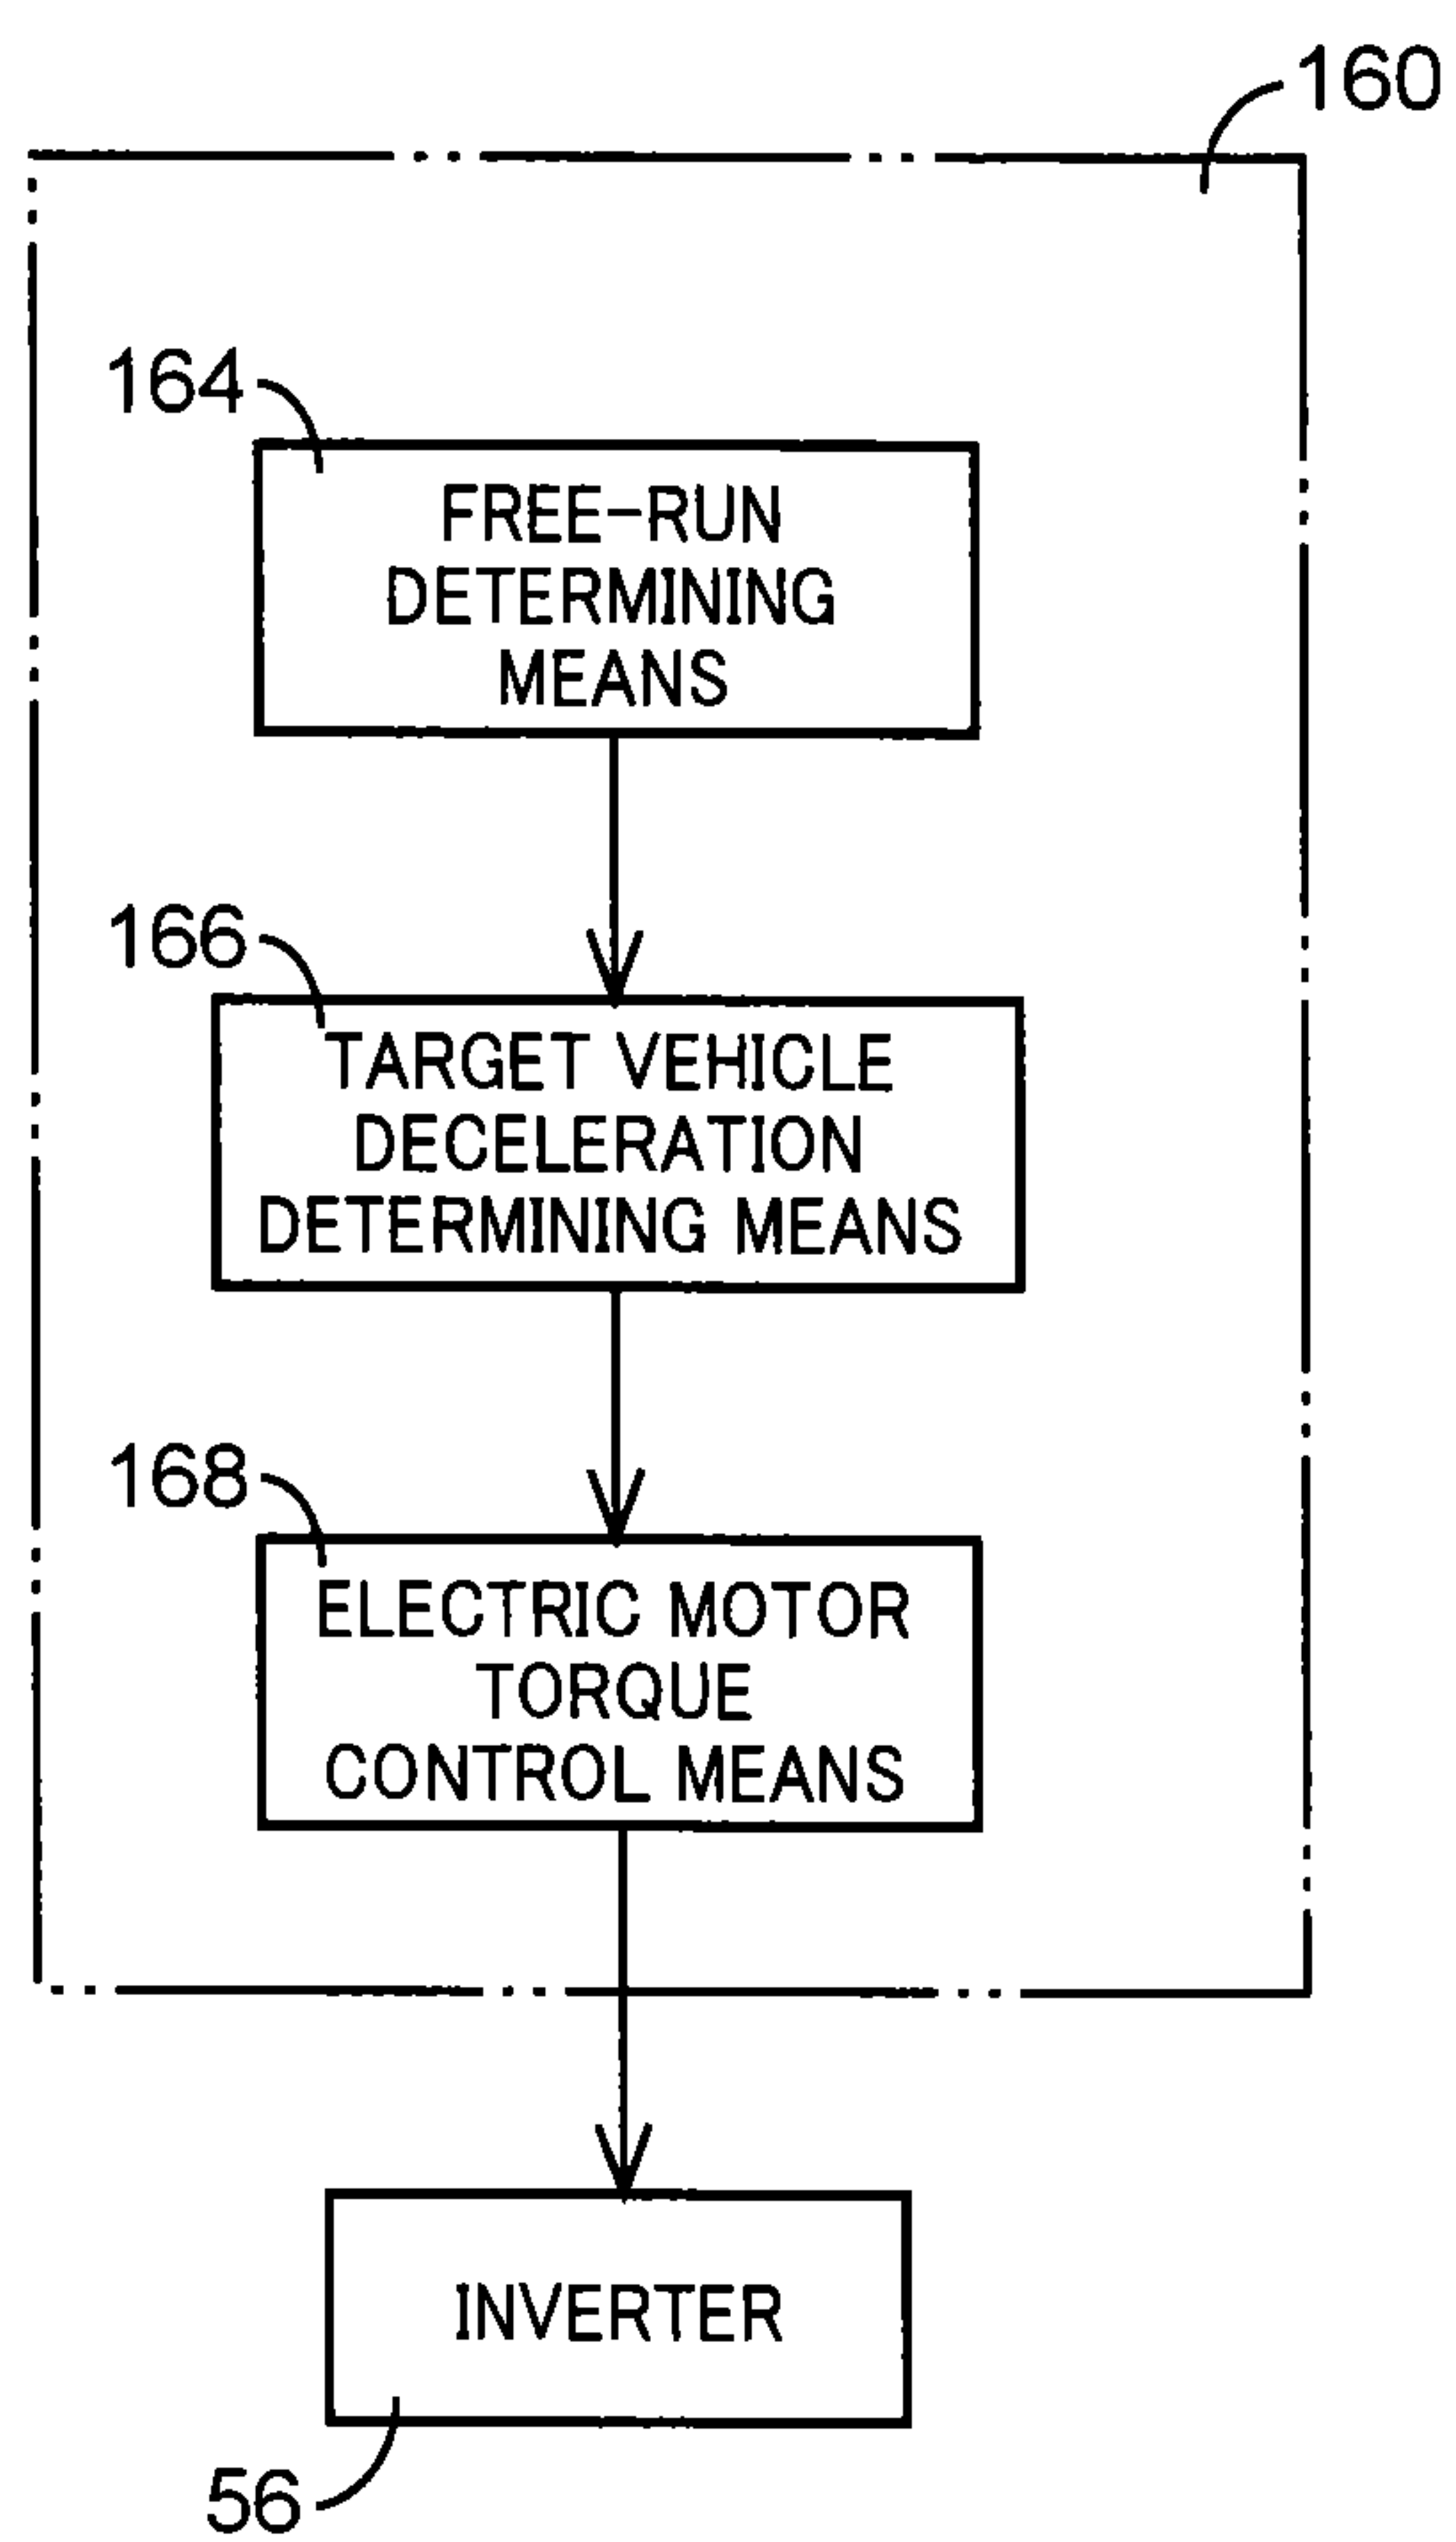 160
164
FREE-RUN
DETERMINING
MEANS
166
TARGET VEHICLE
DECELERATION
DETERMINING MEANS
168
ELECTRIC MOTOR
TORQUE
CONTROL MEANS
INVERTER
56